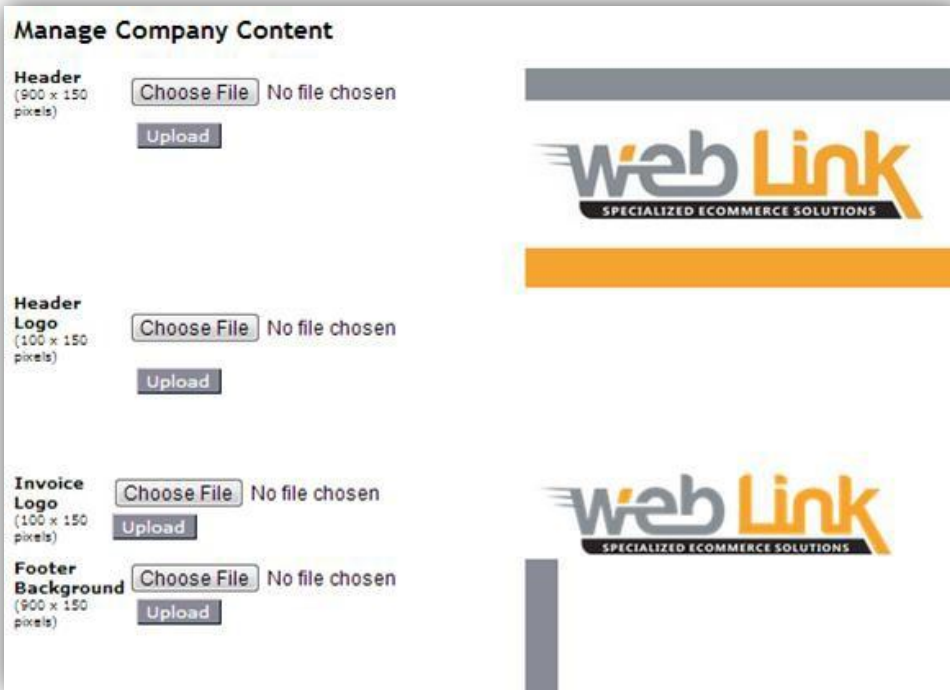 Manage Company Content
Header
(900 x 150
pixels)
Choose File No file chosen
Upload
web Link
SPECIALIZED ECOMMERCE SOLUTIONS
Header
Logo
(100 x 150
pixels)
Choose File No file chosen
Upload
Invoice
Logo
(100 x 150
pixels)
Choose File No file chosen
Upload
web Link
SPECIALIZED ECOMMERCE SOLUTIONS
Footer
Background
(900 x 150
pixels)
Choose File No file chosen
Upload